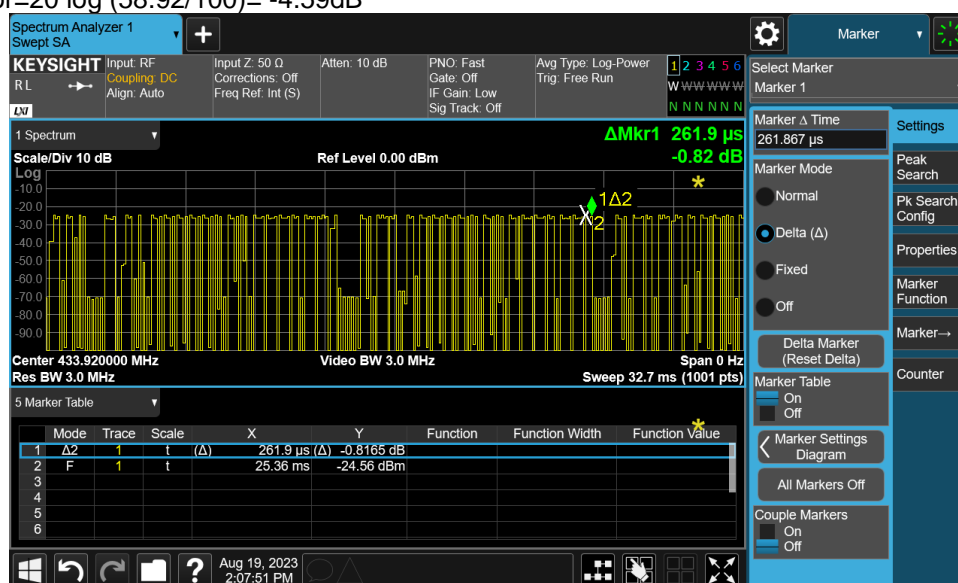 or=20 log (58.92/100)= -4.59dB
Spectrum Analyzer 1
Swept SA
Marker
KEYSIGHT
RL
LXI
Input: RF
Coupling: DC
Align: Auto
Input Z: 50 Ω
Corrections: Off
Freq Ref: Int (S)
Atten: 10 dB
PNO: Fast
Gate: Off
IF Gain: Low
Sig Track: Off
Avg Type: Log-Power
Trig: Free Run
1 2 3 4 5 6
W W W W W W
N N N N N N
Select Marker
Marker 1
1 Spectrum
ΔMkr1 261.9 µs
-0.82 dB
Scale/Div 10 dB
Ref Level 0.00 dBm
Log
-10.0
-20.0
-30.0
-40.0
-50.0
-60.0
-70.0
-80.0
-90.0
1Δ2
2
Center 433.920000 MHz
Video BW 3.0 MHz
Span 0 Hz
Res BW 3.0 MHz
Sweep 32.7 ms (1001 pts)
5 Marker Table
Mode Trace Scale X Y Function Function Width Function Value
1 Δ2 1 t (Δ) 261.9 µs (Δ) -0.8165 dB
2 F 1 t 25.36 ms -24.56 dBm
3
4
5
6
Marker Δ Time
261.867 µs
Marker Mode
Normal
Delta (Δ)
Fixed
Off
Delta Marker
(Reset Delta)
Marker Table
On
Off
Marker Settings
Diagram
All Markers Off
Couple Markers
On
Off
Settings
Peak
Search
Pk Search
Config
Properties
Marker
Function
Marker→
Counter
?
Aug 19, 2023
2:07:51 PM